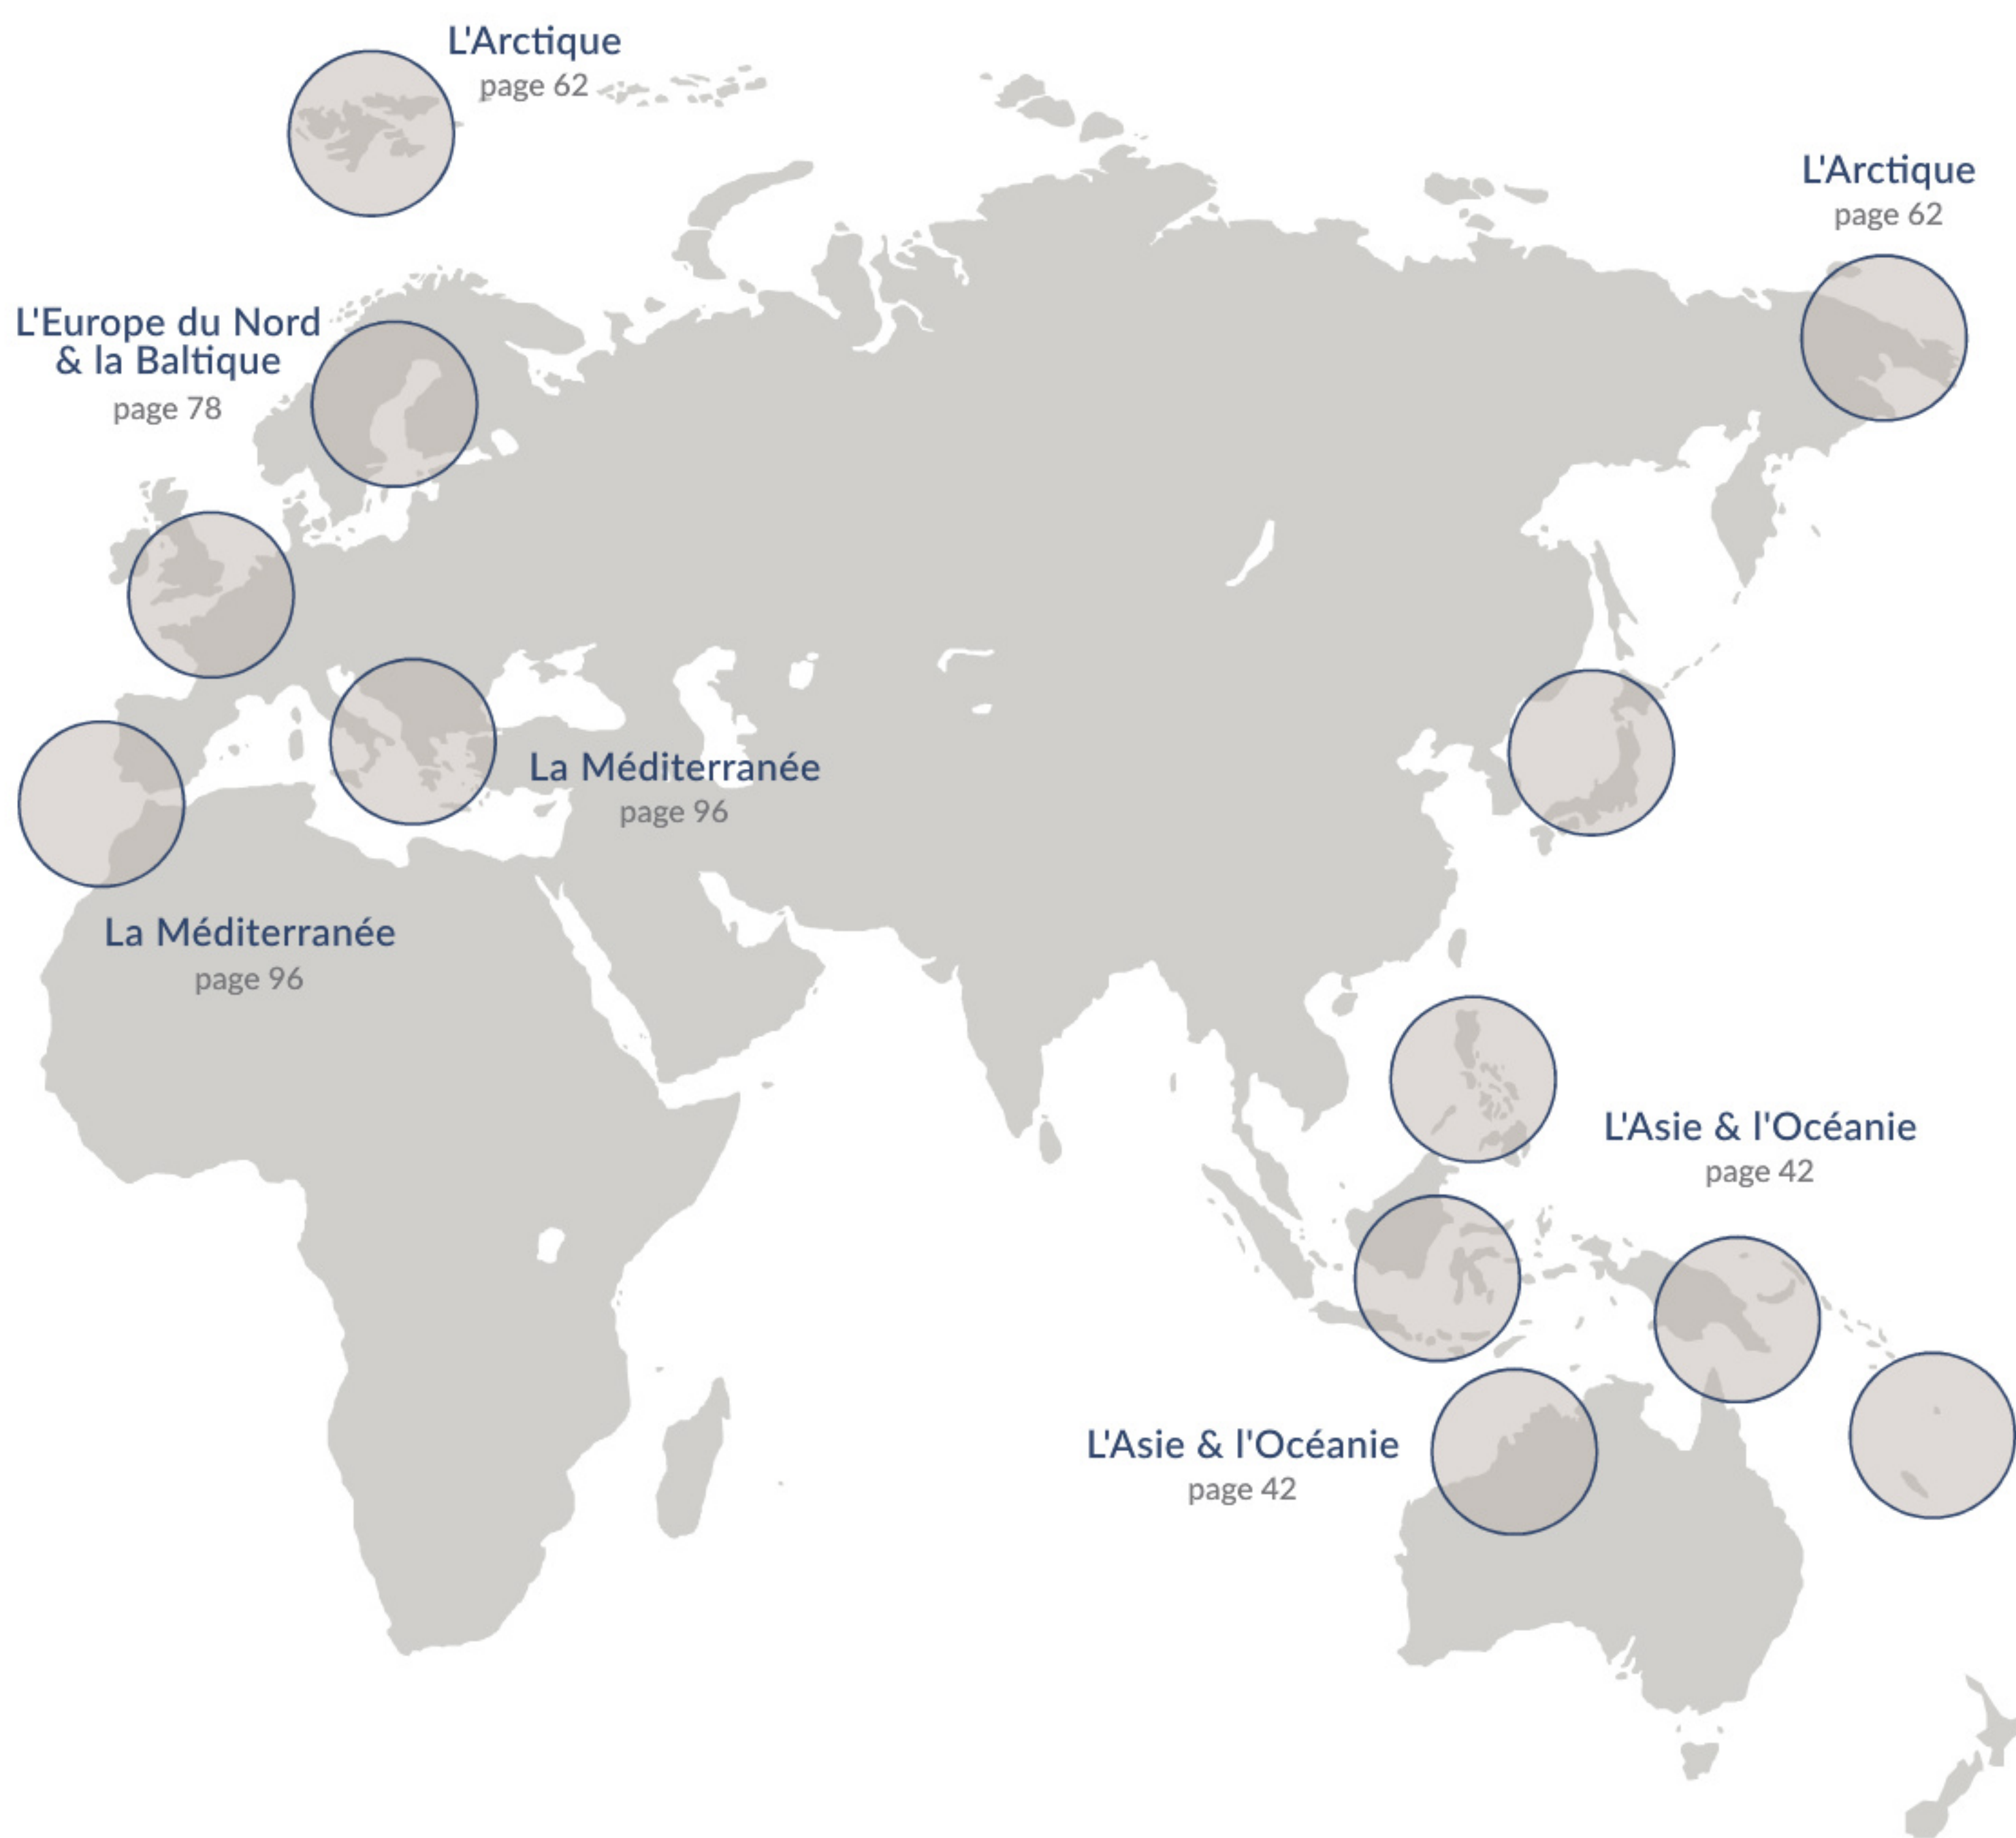 L'Arctique
page 62
L'Arctique
page 62
L'Europe du Nord
& la Baltique
page 78
La Méditerranée
page 96
La Méditerranée
page 96
L'Asie & l'Océanie
page 42
L'Asie & l'Océanie
page 42